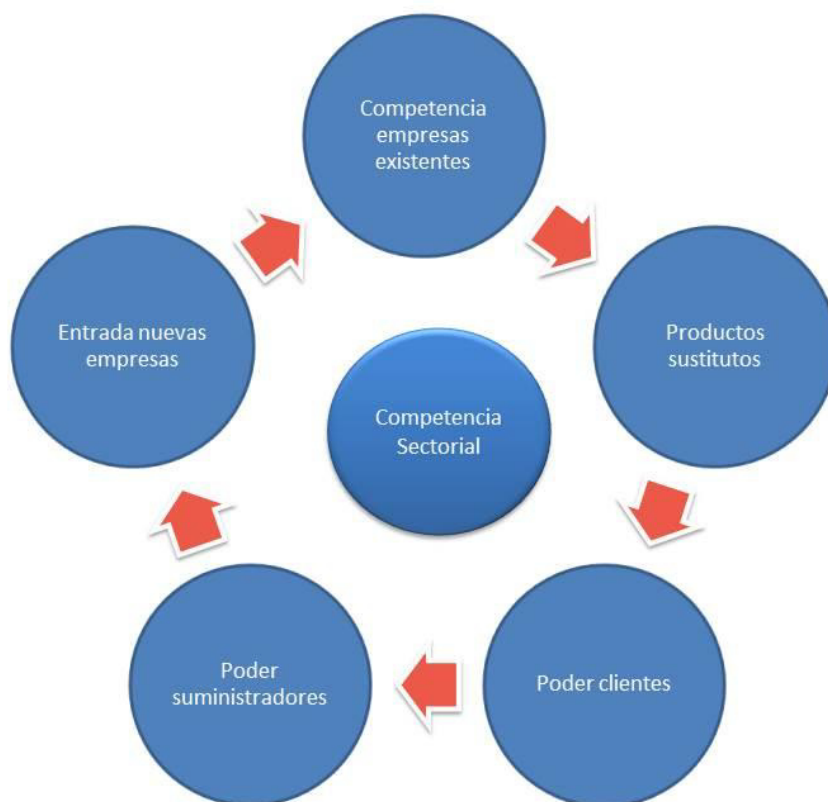 Competencia
empresas
existentes
Entrada nuevas
empresas
Productos
sustitutos
Competencia
Sectorial
Poder
suministradores
Poder clientes